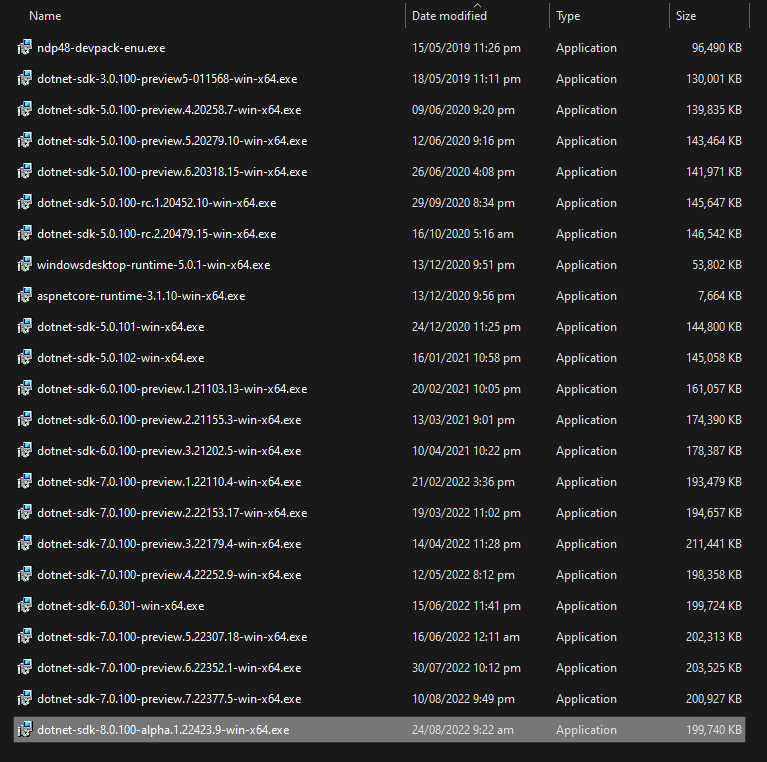 Name Date modified Type Size
ndp48-devpack-enu.exe 15/05/2019 11:26 pm Application 96,490 KB
dotnet-sdk-3.0.100-preview5-011568-win-x64.exe 18/05/2019 11:11 pm Application 130,001 KB
dotnet-sdk-5.0.100-preview.4.20258.7-win-x64.exe 09/06/2020 9:20 pm Application 139,835 KB
dotnet-sdk-5.0.100-preview.5.20279.10-win-x64.exe 12/06/2020 9:16 pm Application 143,464 KB
dotnet-sdk-5.0.100-preview.6.20318.15-win-x64.exe 26/06/2020 4:08 pm Application 141,971 KB
dotnet-sdk-5.0.100-rc.1.20452.10-win-x64.exe 29/09/2020 8:34 pm Application 145,647 KB
dotnet-sdk-5.0.100-rc.2.20479.15-win-x64.exe 16/10/2020 5:16 am Application 146,542 KB
windowsdesktop-runtime-5.0.1-win-x64.exe 13/12/2020 9:51 pm Application 53,802 KB
aspnetcore-runtime-3.1.10-win-x64.exe 13/12/2020 9:56 pm Application 7,664 KB
dotnet-sdk-5.0.101-win-x64.exe 24/12/2020 11:25 pm Application 144,800 KB
dotnet-sdk-5.0.102-win-x64.exe 16/01/2021 10:58 pm Application 145,058 KB
dotnet-sdk-6.0.100-preview.1.21103.13-win-x64.exe 20/02/2021 10:05 pm Application 161,057 KB
dotnet-sdk-6.0.100-preview.2.21155.3-win-x64.exe 13/03/2021 9:01 pm Application 174,390 KB
dotnet-sdk-6.0.100-preview.3.21202.5-win-x64.exe 10/04/2021 10:22 pm Application 178,387 KB
dotnet-sdk-7.0.100-preview.1.22110.4-win-x64.exe 21/02/2022 3:36 pm Application 193,479 KB
dotnet-sdk-7.0.100-preview.2.22153.17-win-x64.exe 19/03/2022 11:02 pm Application 194,657 KB
dotnet-sdk-7.0.100-preview.3.22179.4-win-x64.exe 14/04/2022 11:28 pm Application 211,441 KB
dotnet-sdk-7.0.100-preview.4.22252.9-win-x64.exe 12/05/2022 8:12 pm Application 198,358 KB
dotnet-sdk-6.0.301-win-x64.exe 15/06/2022 11:41 pm Application 199,724 KB
dotnet-sdk-7.0.100-preview.5.22307.18-win-x64.exe 16/06/2022 12:11 am Application 202,313 KB
dotnet-sdk-7.0.100-preview.6.22352.1-win-x64.exe 30/07/2022 10:12 pm Application 203,525 KB
dotnet-sdk-7.0.100-preview.7.22377.5-win-x64.exe 10/08/2022 9:49 pm Application 200,927 KB
dotnet-sdk-8.0.100-alpha.1.22423.9-win-x64.exe 24/08/2022 9:22 am Application 199,740 KB